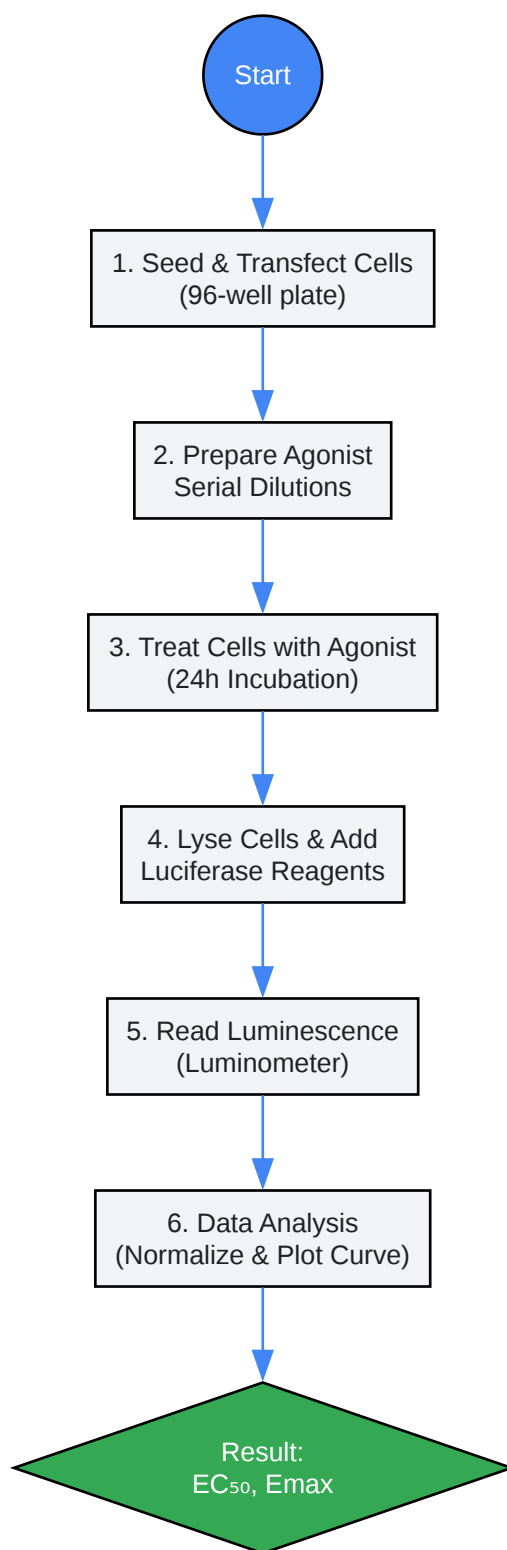 Start
1. Seed & Transfect Cells
(96-well plate)
2. Prepare Agonist
Serial Dilutions
3. Treat Cells with Agonist
(24h Incubation)
4. Lyse Cells & Add
Luciferase Reagents
5. Read Luminescence
(Luminometer)
6. Data Analysis
(Normalize & Plot Curve)
Result:
EC₅₀, Emax